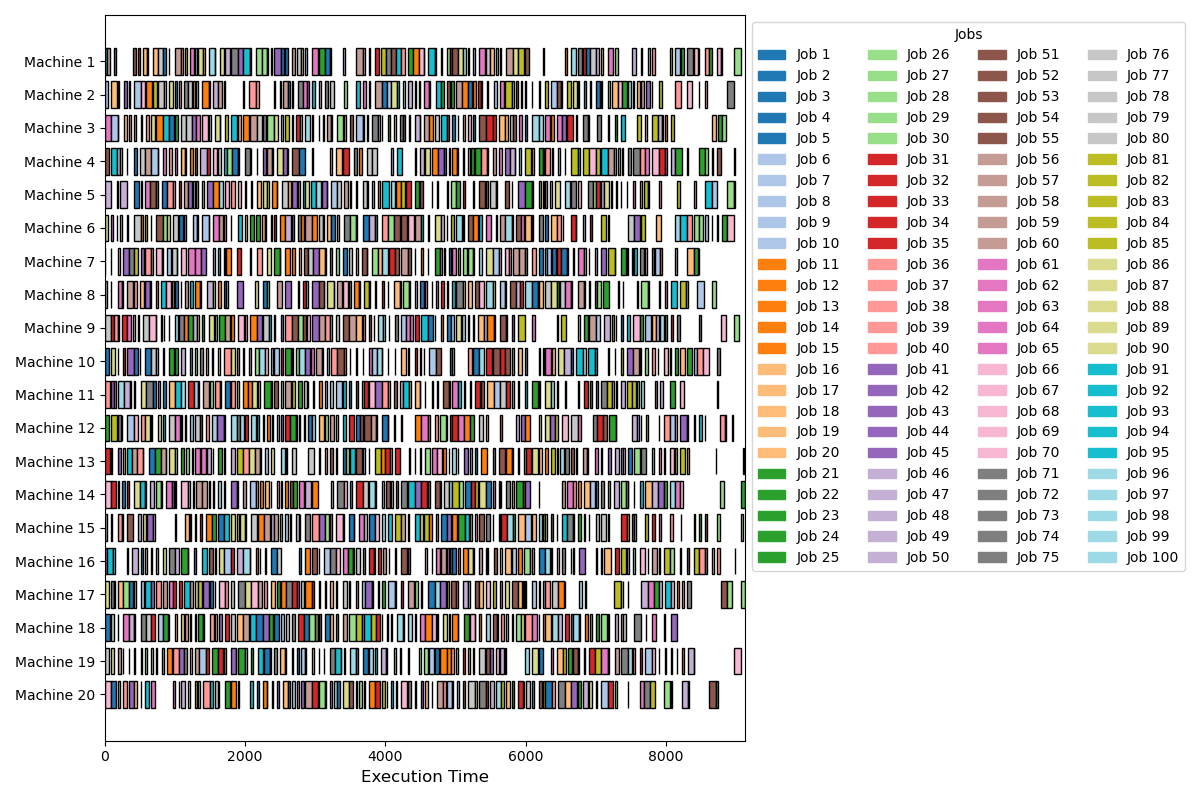 Machine 1
Machine 2
Machine 3
Machine 4
Machine 5
Machine 6
Machine 7
Machine 8
Machine 9
Machine 10
Machine 11
Machine 12
Machine 13
Machine 14
Machine 15
Machine 16
Machine 17
Machine 18
Machine 19
Machine 20
0 2000 4000 6000 8000
Execution Time
Jobs
Job 1 Job 26 Job 51 Job 76
Job 2 Job 27 Job 52 Job 77
Job 3 Job 28 Job 53 Job 78
Job 4 Job 29 Job 54 Job 79
Job 5 Job 30 Job 55 Job 80
Job 6 Job 31 Job 56 Job 81
Job 7 Job 32 Job 57 Job 82
Job 8 Job 33 Job 58 Job 83
Job 9 Job 34 Job 59 Job 84
Job 10 Job 35 Job 60 Job 85
Job 11 Job 36 Job 61 Job 86
Job 12 Job 37 Job 62 Job 87
Job 13 Job 38 Job 63 Job 88
Job 14 Job 39 Job 64 Job 89
Job 15 Job 40 Job 65 Job 90
Job 16 Job 41 Job 66 Job 91
Job 17 Job 42 Job 67 Job 92
Job 18 Job 43 Job 68 Job 93
Job 19 Job 44 Job 69 Job 94
Job 20 Job 45 Job 70 Job 95
Job 21 Job 46 Job 71 Job 96
Job 22 Job 47 Job 72 Job 97
Job 23 Job 48 Job 73 Job 98
Job 24 Job 49 Job 74 Job 99
Job 25 Job 50 Job 75 Job 100